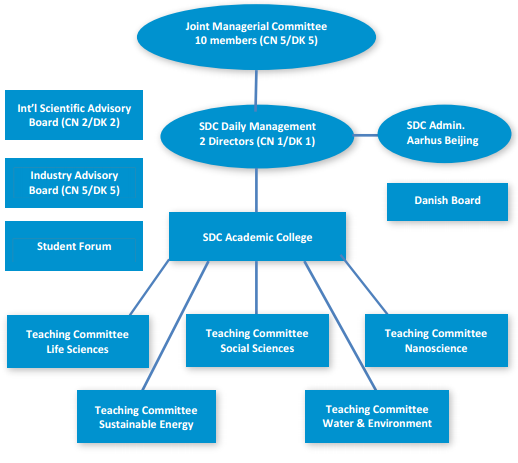 Joint Managerial Committee
10 members (CN 5/DK 5)
Int'l Scientific Advisory
Board (CN 2/DK 2)
SDC Daily Management
2 Directors (CN 1/DK 1)
SDC Admin.
Aarhus Beijing
Industry Advisory
Board (CN 5/DK 5)
Danish Board
Student Forum
SDC Academic College
Teaching Committee
Life Sciences
Teaching Committee
Social Sciences
Teaching Committee
Nanoscience
Teaching Committee
Sustainable Energy
Teaching Committee
Water & Environment